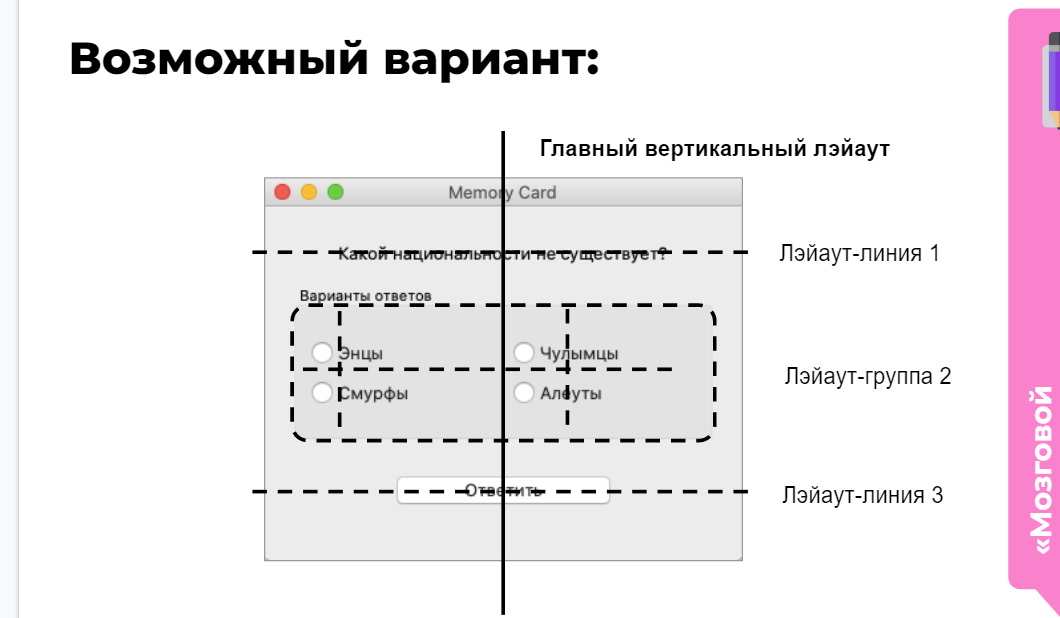 Возможный вариант:
Главный вертикальный лэйаут
Memory Card
Какой национальности не существует?
Лэйаут-линия 1
Варианты ответов
Энцы
Чулымцы
Лэйаут-группа 2
Смурфы
Алеуты
Ответить
Лэйаут-линия 3
«Мозговой